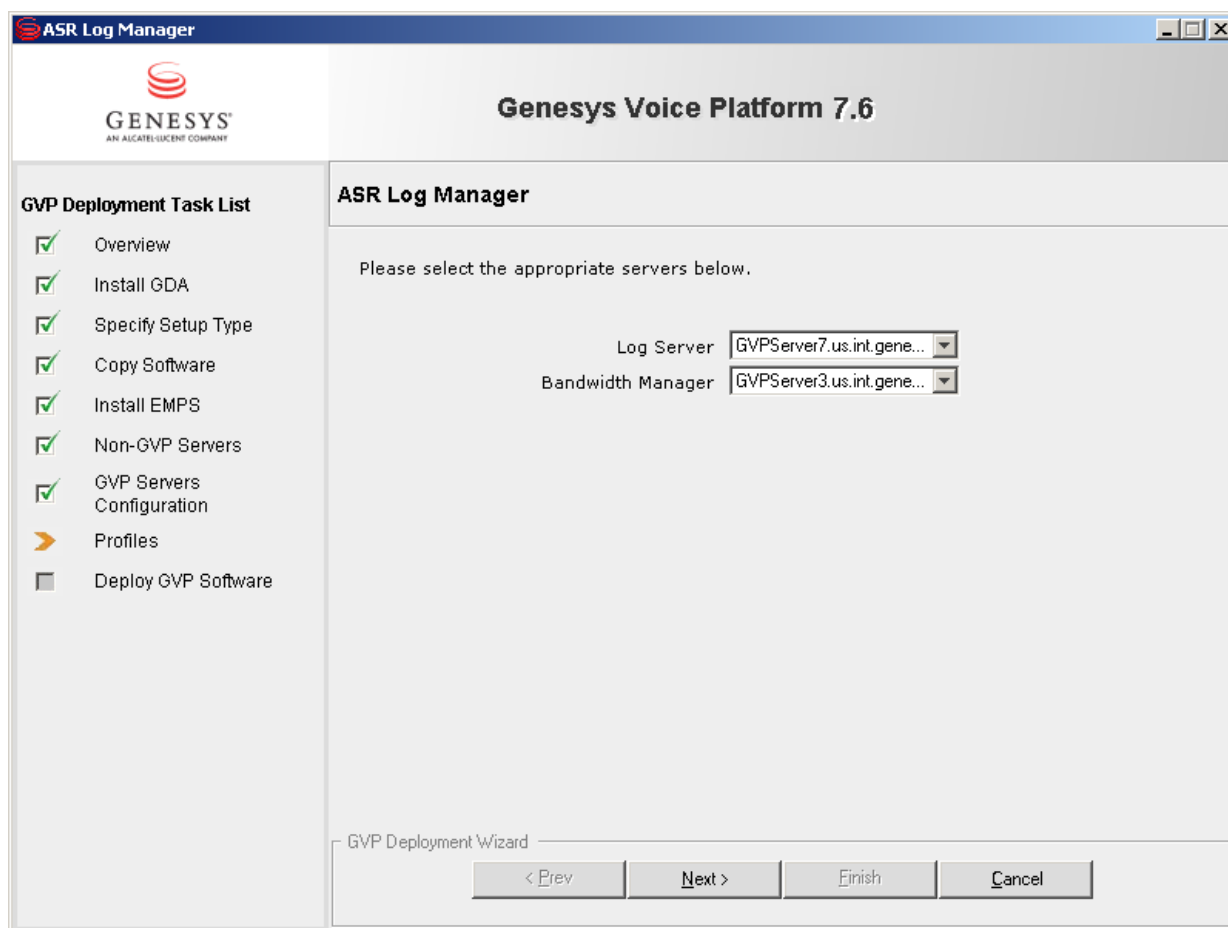 ASR Log Manager
GENESYS
AN ALCATEL-LUCENT COMPANY
Genesys Voice Platform 7.6
GVP Deployment Task List
Overview
Install GDA
Specify Setup Type
Copy Software
Install EMPS
Non-GVP Servers
GVP Servers
Configuration
Profiles
Deploy GVP Software
ASR Log Manager
Please select the appropriate servers below.
Log Server GVPServer7.us.int.gene...
Bandwidth Manager GVPServer3.us.int.gene...
GVP Deployment Wizard
< Prev Next > Finish Cancel